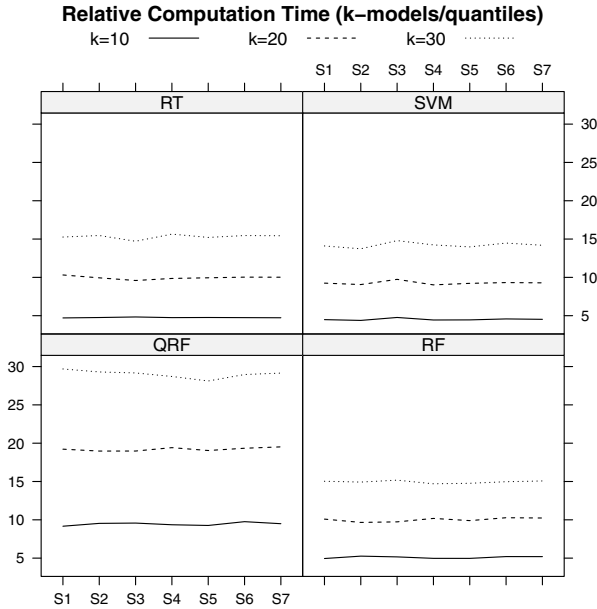 Relative Computation Time (k−models/quantiles)
k=10 k=20 k=30
S1 S2 S3 S4 S5 S6 S7
RT SVM
30
25
20
15
10
5
QRF RF
30
25
20
15
10
5
S1 S2 S3 S4 S5 S6 S7